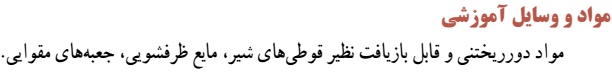 مواد و وسایل آموزشی
مواد دورریختنی و قابل بازیافت نظیر قوطی‌های شیر، مایع ظرفشویی، جعبه‌های مقوایی.